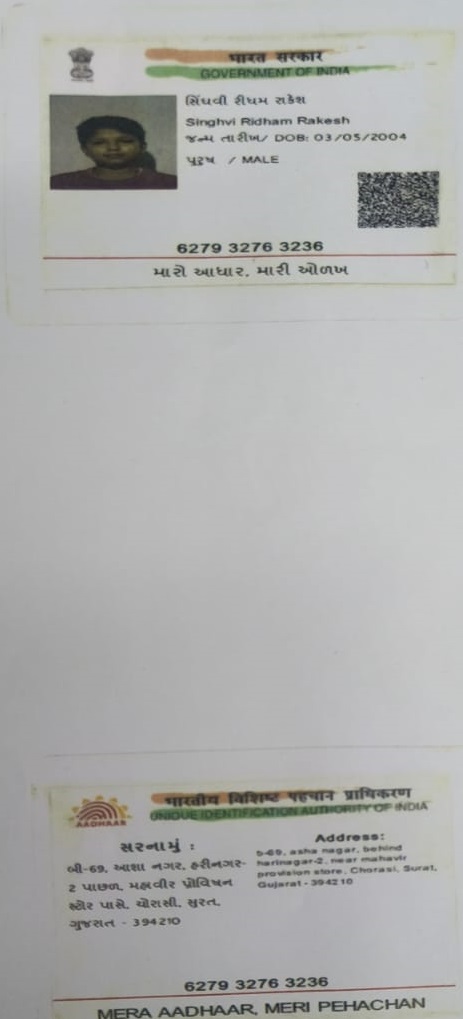 भारत सरकार
GOVERNMENT OF INDIA
સિંઘવી રીધમ રાકેશ
Singhvi Ridham Rakesh
જન્મ તારીખ/ DOB: 03/05/2004
પુરુષ / MALE
6279 3276 3236
મારો આધાર, મારી ઓળખ
भारतीय विशिष्ट पहचान प्राधिकरण
UNIQUE IDENTIFICATION AUTHORITY OF INDIA
AADHAAR
સરનામું :
બી-69, આશા નગર, હરીનગર-
2 પાછળ, મહાવીર પ્રોવિઝન
સ્ટોર પાસે, ચોરાસી, સુરત,
ગુજરાત - 394210
Address:
b-69, asha nagar, behind
harinagar-2, near mahavir
provision store, Chorasi, Surat,
Gujarat - 394210
6279 3276 3236
MERA AADHAAR, MERI PEHACHAN